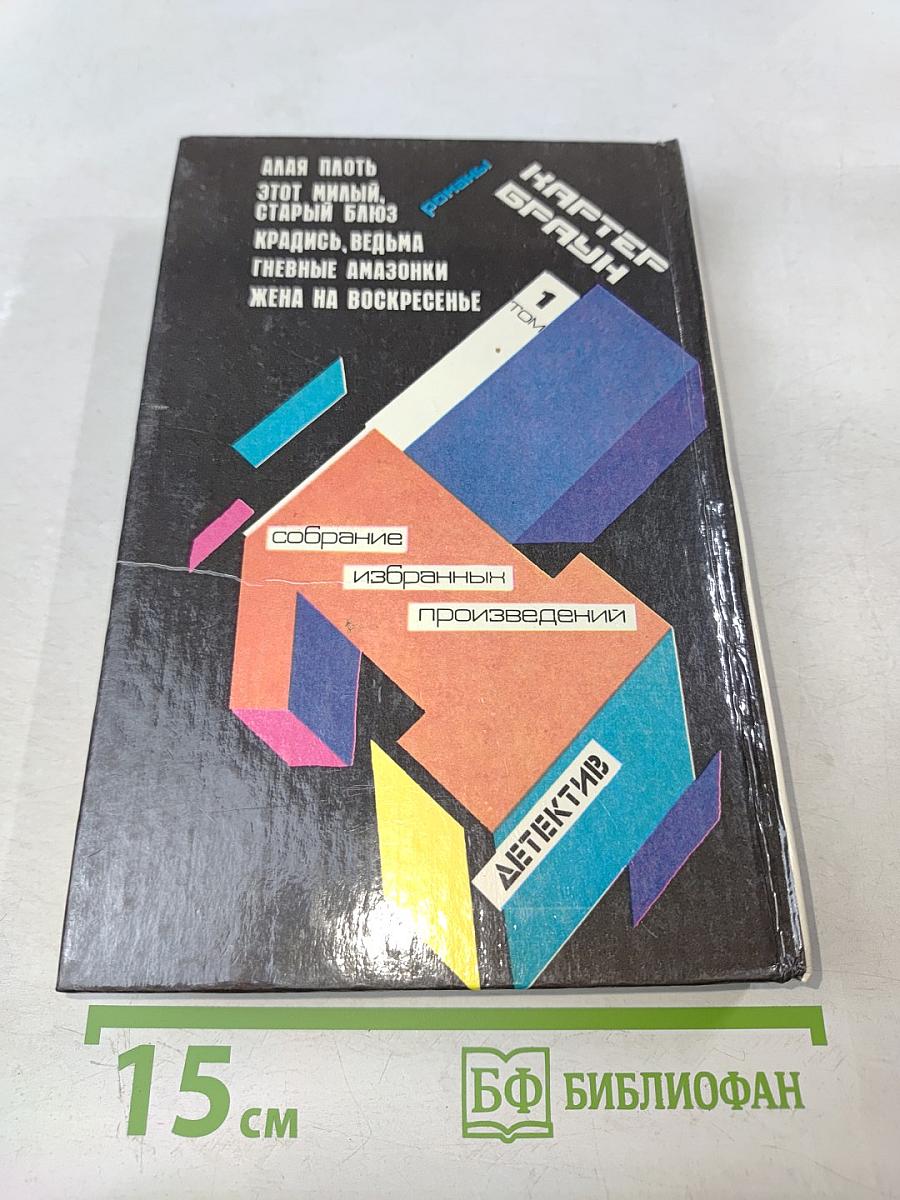 АЛАЯ ПЛОТЬ
ЭТОТ МИЛЫЙ,
СТАРЫЙ БЛЮЗ
КРАДИСЬ, ВЕДЬМА
ГНЕВНЫЕ АМАЗОНКИ
ЖЕНА НА ВОСКРЕСЕНЬЕ
романы
КАРТЕР
БРАУН
1
ТОМ
собрание
избранных
произведений
ДЕТЕКТИВ
15 см
БФ БИБЛИОФАН